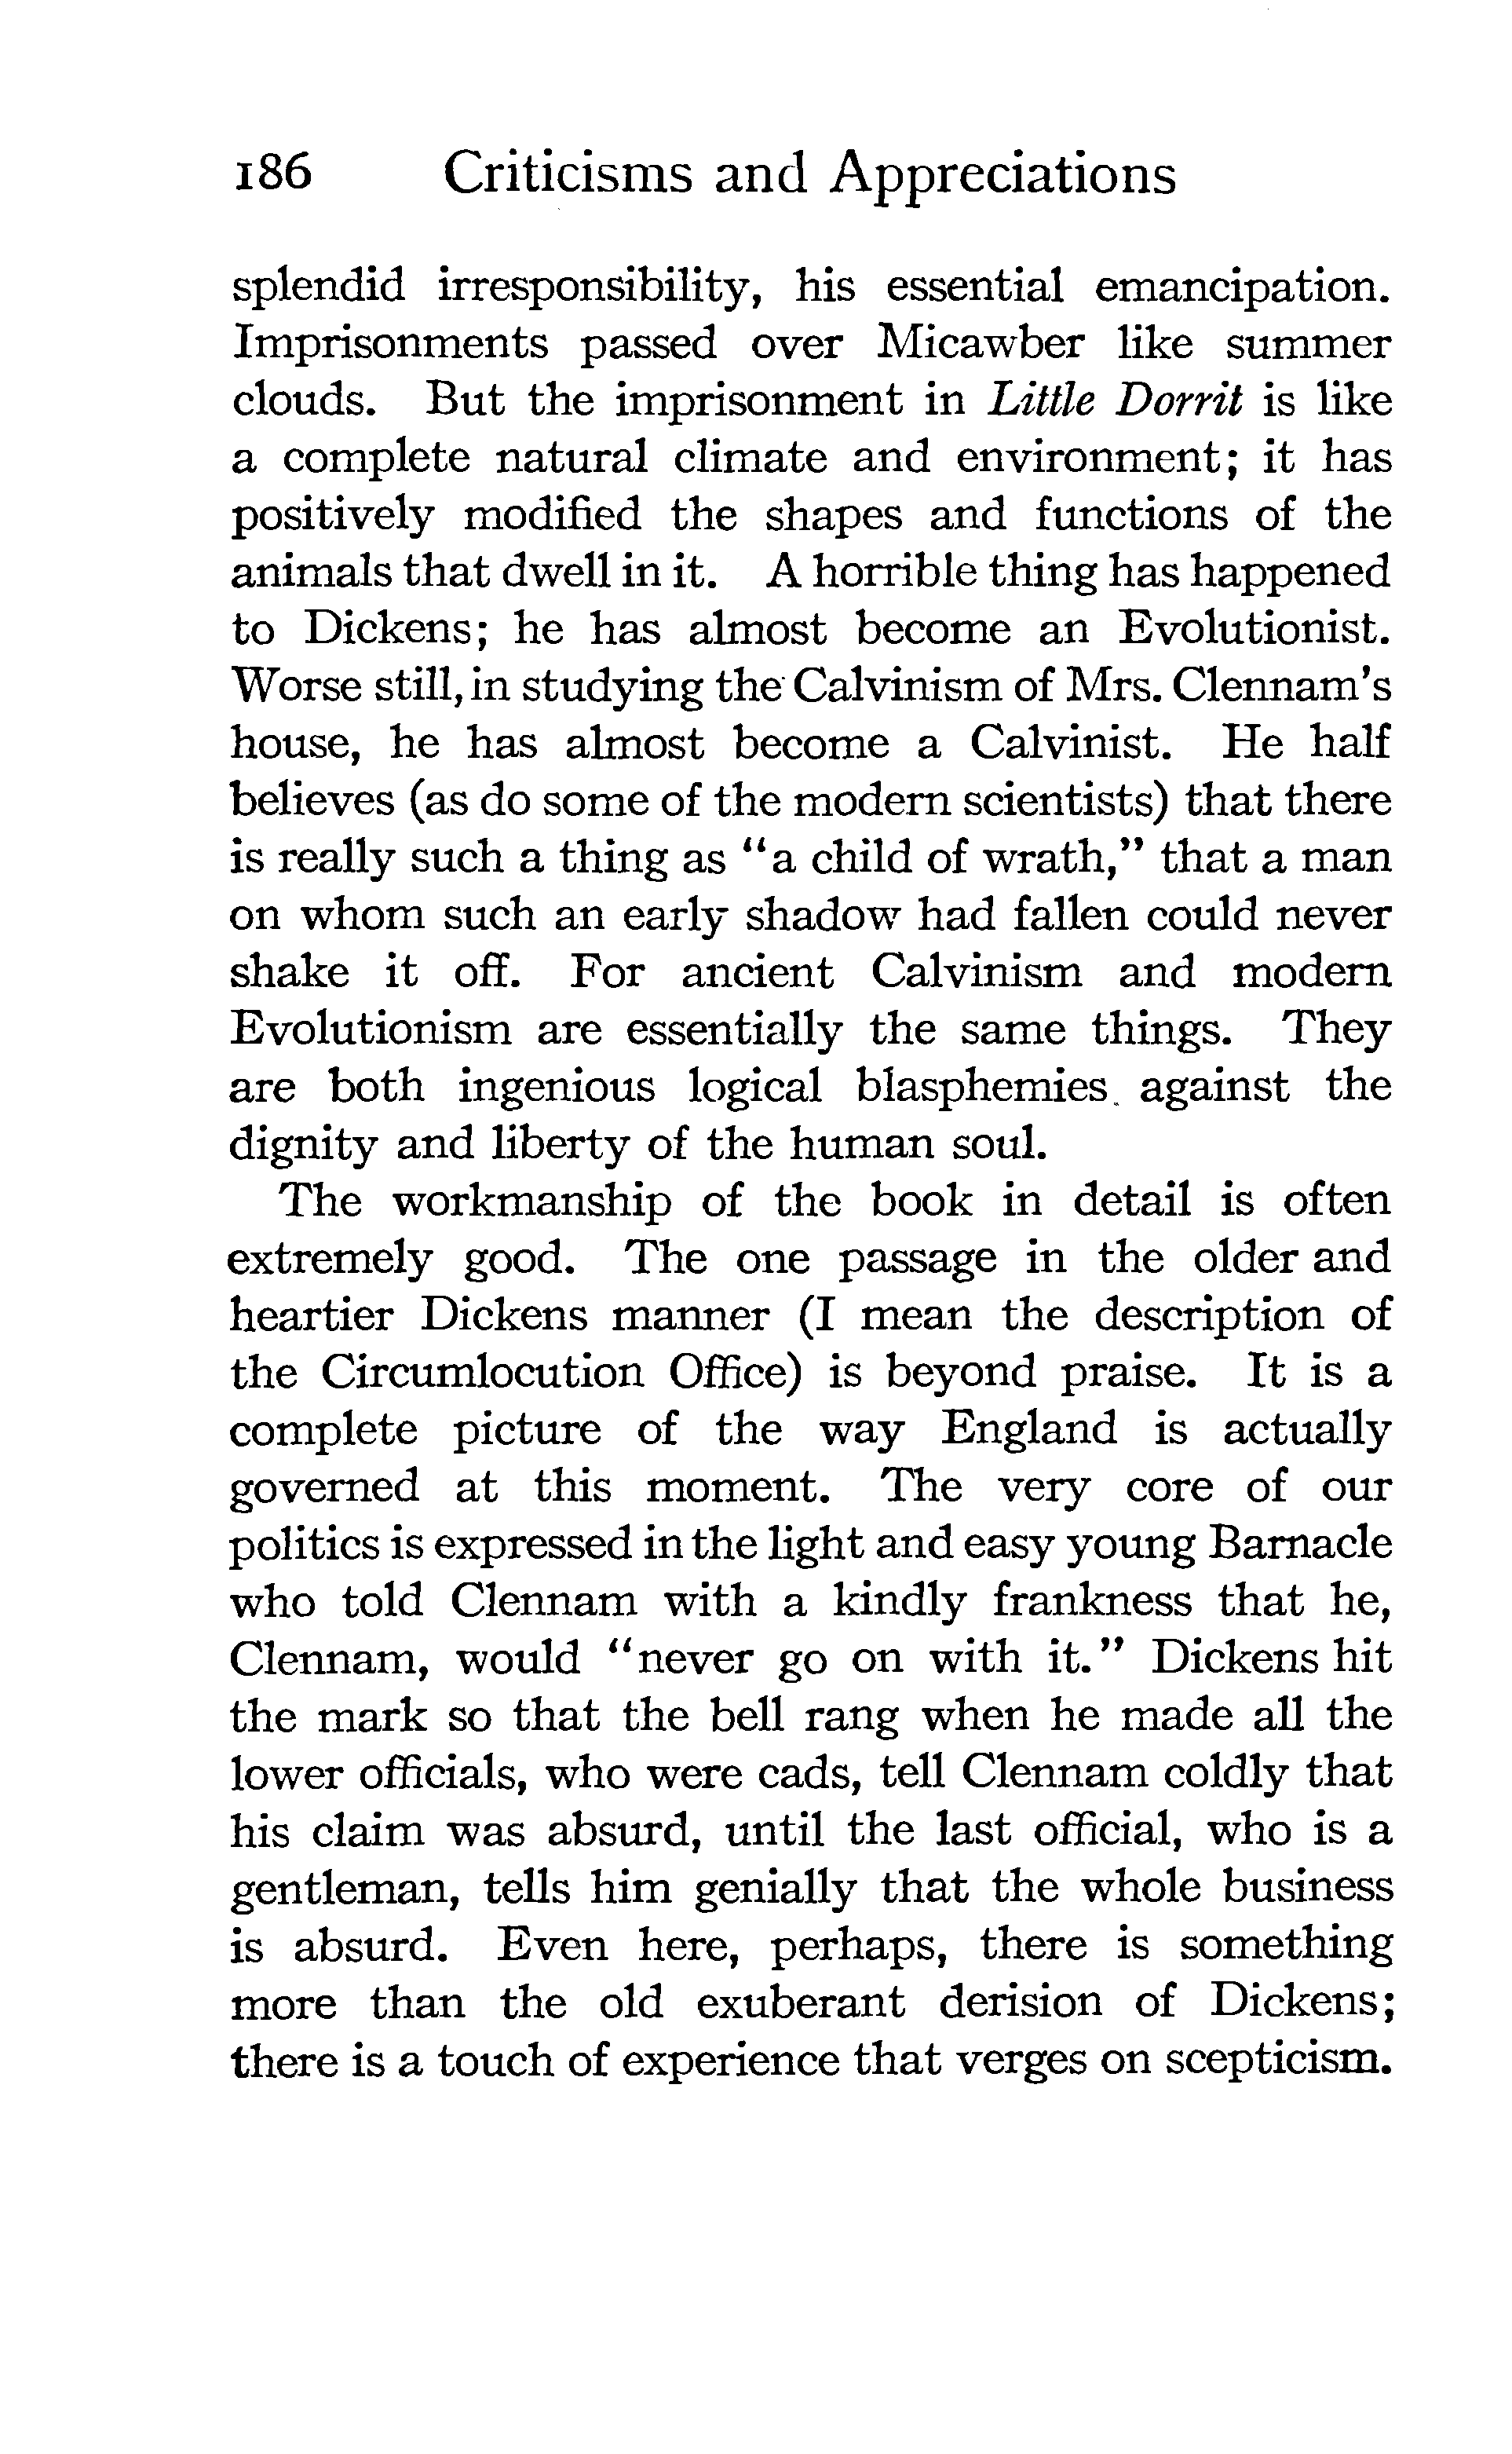 186 Criticisms and Appreciations
splendid irresponsibility, his essential emancipation.
Imprisonments passed over Micawber like summer
clouds. But the imprisonment in Little Dorrit is like
a complete natural climate and environment; it has
positively modified the shapes and functions of the
animals that dwell in it. A horrible thing has happened
to Dickens; he has almost become an Evolutionist.
Worse still, in studying the Calvinism of Mrs. Clennam's
house, he has almost become a Calvinist. He half
believes (as do some of the modern scientists) that there
is really such a thing as "a child of wrath," that a man
on whom such an early shadow had fallen could never
shake it off. For ancient Calvinism and modern
Evolutionism are essentially the same things. They
are both ingenious logical blasphemies against the
dignity and liberty of the human soul.
The workmanship of the book in detail is often
extremely good. The one passage in the older and
heartier Dickens manner (I mean the description of
the Circumlocution Office) is beyond praise. It is a
complete picture of the way England is actually
governed at this moment. The very core of our
politics is expressed in the light and easy young Barnacle
who told Clennam with a kindly frankness that he,
Clennam, would "never go on with it." Dickens hit
the mark so that the bell rang when he made all the
lower officials, who were cads, tell Clennam coldly that
his claim was absurd, until the last official, who is a
gentleman, tells him genially that the whole business
is absurd. Even here, perhaps, there is something
more than the old exuberant derision of Dickens;
there is a touch of experience that verges on scepticism.